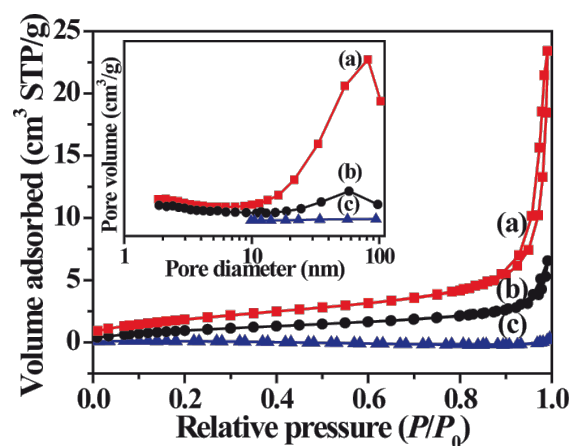 Volume adsorbed (cm³ STP/g)
25
20
15
10
5
0
0.0 0.2 0.4 0.6 0.8 1.0
Relative pressure (P/P₀)
(a)
(b)
(c)
Pore volume (cm³/g)
(a)
(b)
(c)
1 10 100
Pore diameter (nm)